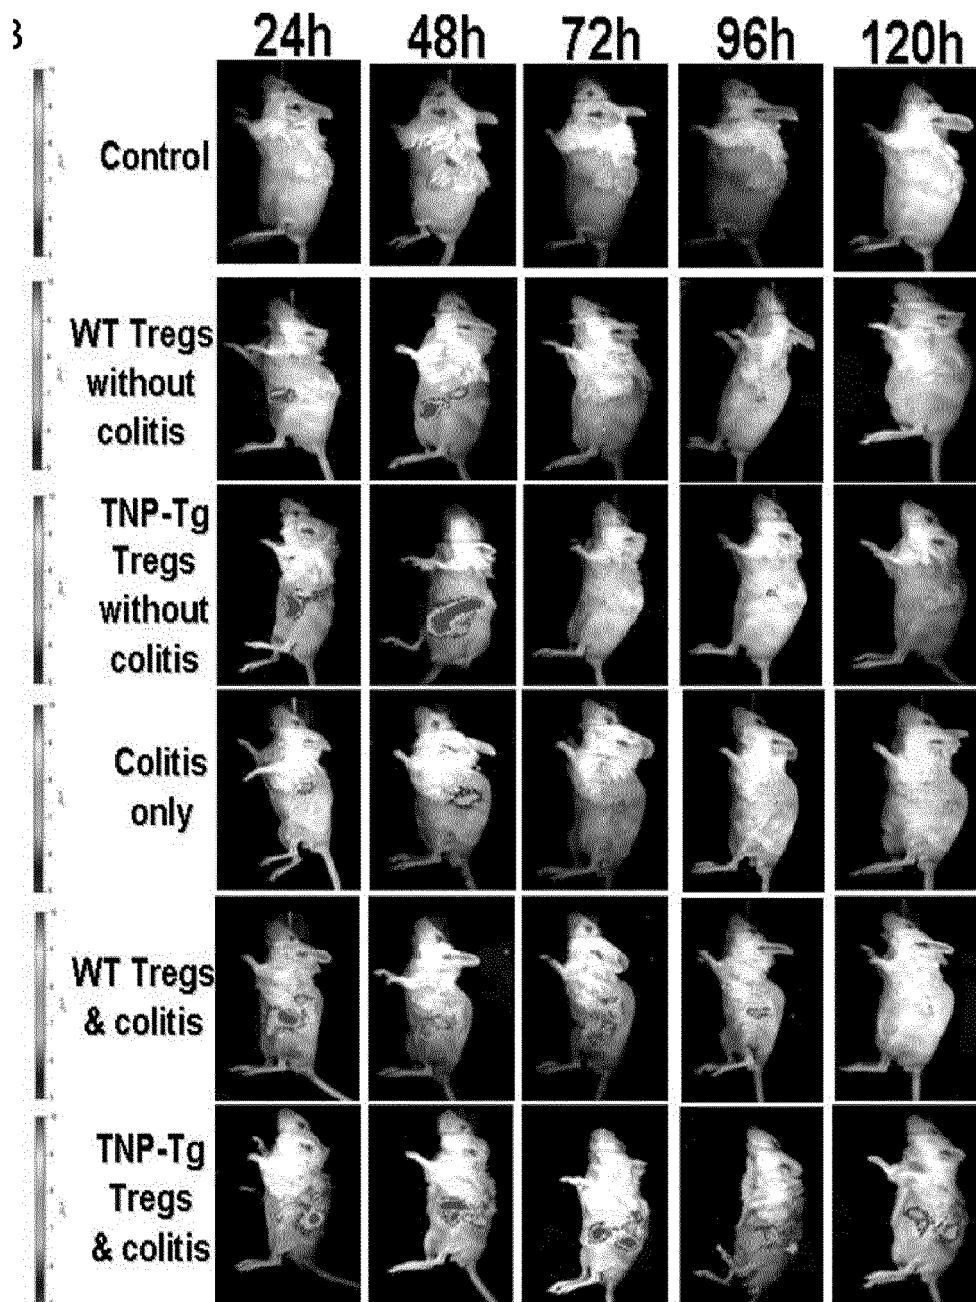 24h 48h 72h 96h 120h
Control
WT Tregs
without
colitis
TNP-Tg
Tregs
without
colitis
Colitis
only
WT Tregs
& colitis
TNP-Tg
Tregs
& colitis